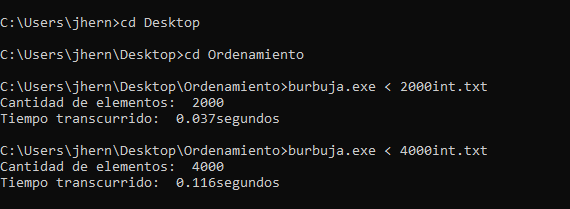 C:\Users\jhern>cd Desktop
C:\Users\jhern\Desktop>cd Ordenamiento
C:\Users\jhern\Desktop\Ordenamiento>burbuja.exe < 2000int.txt
Cantidad de elementos:  2000
Tiempo transcurrido:  0.037segundos
C:\Users\jhern\Desktop\Ordenamiento>burbuja.exe < 4000int.txt
Cantidad de elementos:  4000
Tiempo transcurrido:  0.116segundos